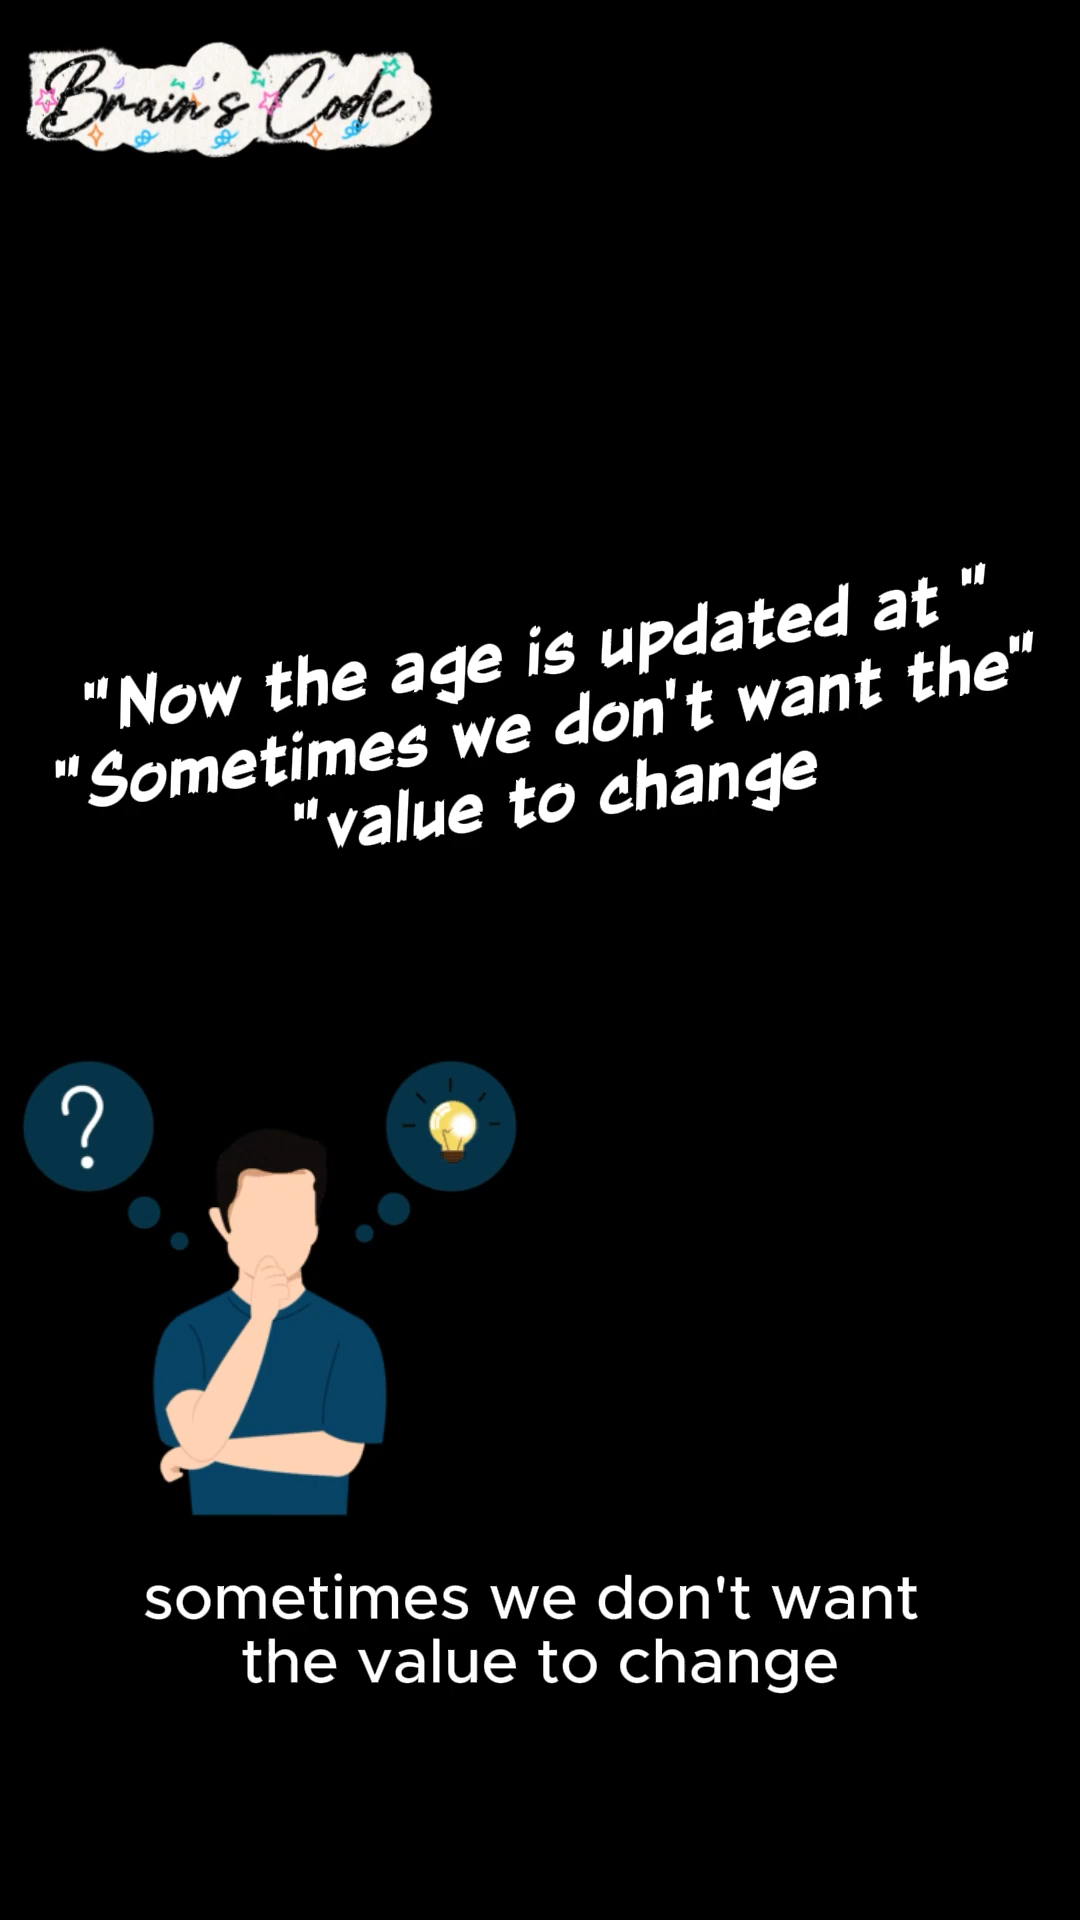 Brain's Code
"Now the age is updated at "
"Sometimes we don't want the"
"value to change
?
sometimes we don't want
the value to change